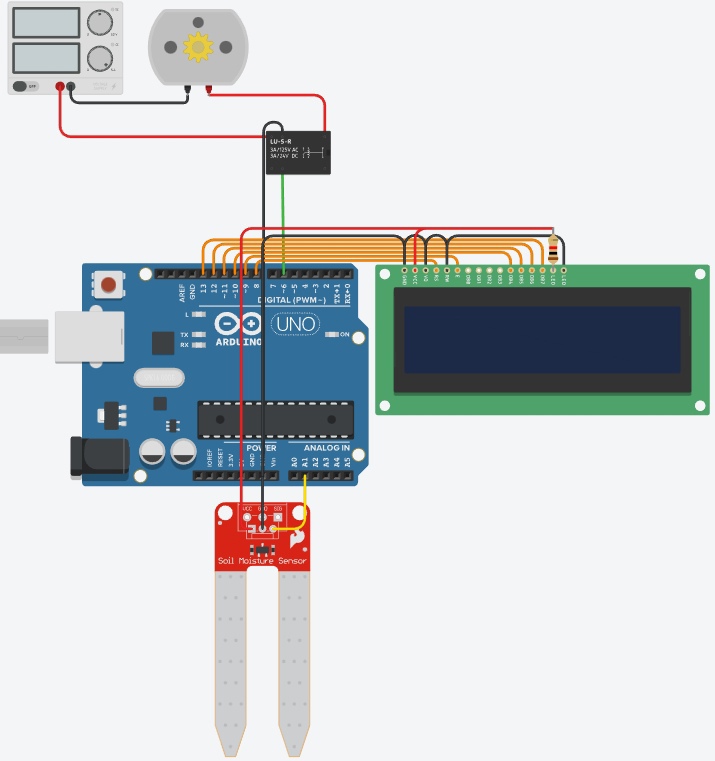 OFF
LU-5-R
3A/125V AC
3A/24V DC
AREF
GND
13
12
~11
~10
~9
8
7
~6
~5
4
~3
2
TX→1
RX←0
DIGITAL (PWM~)
L
TX
RX
ARDUINO
UNO
ON
POWER
ANALOG IN
IOREF
RESET
3.3V
GND
Vin
A0
A1
A2
A3
A4
A5
GND
VCC
V0
RS
RW
E
DB0
DB1
DB2
DB3
DB4
DB5
DB6
DB7
LED
LED
VCC
GND
SIG
Soil Moisture Sensor